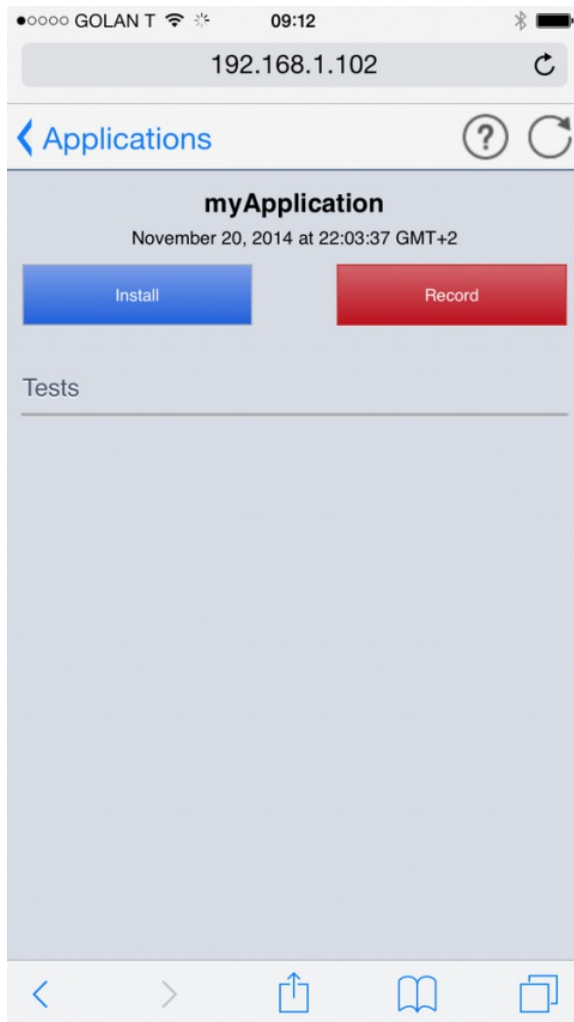 GOLAN T 09:12
192.168.1.102
Applications ?
myApplication
November 20, 2014 at 22:03:37 GMT+2
Install Record
Tests